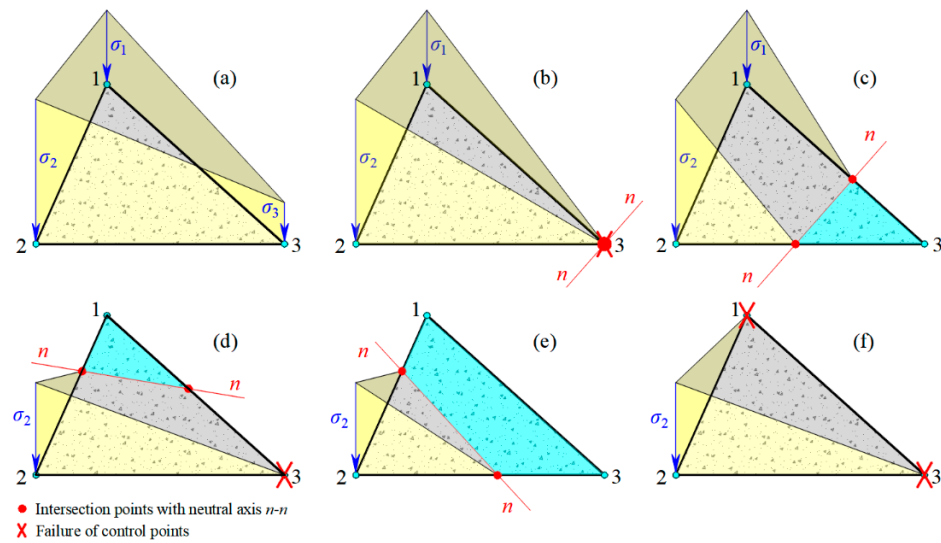 σ1
σ1
σ1
1 (a)
1 (b)
1 (c)
σ2
σ3
σ2
σ2
n
2 3
2 3
2 3
n
n
1 (d)
1 (e)
1 (f)
n n
n
σ2
σ2
σ2
2 3
2 3
2 3
n
Intersection points with neutral axis n-n
Failure of control points